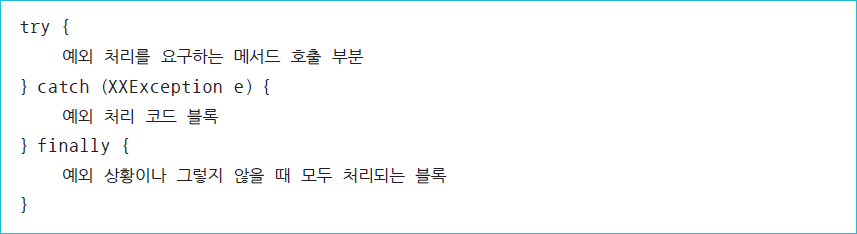 try {
예외 처리를 요구하는 메서드 호출 부분
} catch (XXException e) {
예외 처리 코드 블록
} finally {
예외 상황이나 그렇지 않을 때 모두 처리되는 블록
}